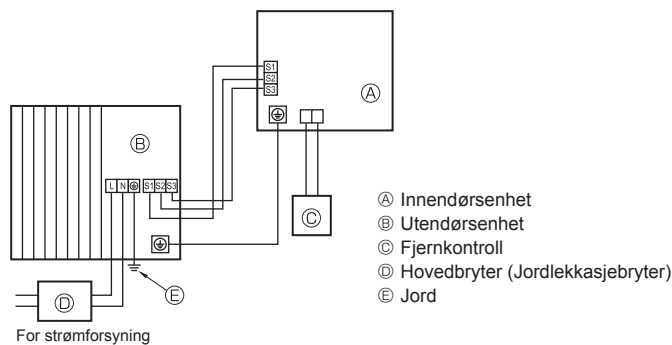 S1
S2
S3
Ⓐ
Ⓑ
L N S1 S2 S3
Ⓒ
Ⓓ
Ⓔ
For strømforsyning
Ⓐ Innendørsenhet
Ⓑ Utendørsenhet
Ⓒ Fjernkontroll
Ⓓ Hovedbryter (Jordlekkasjebryter)
Ⓔ Jord